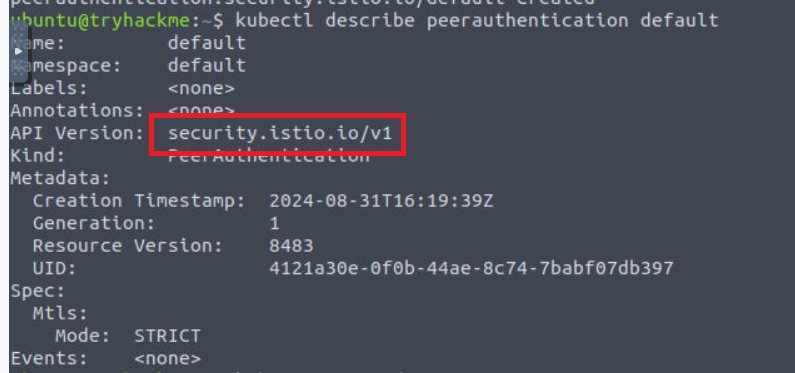 peerauthentication.security.istio.io/default created
ubuntu@tryhackme:~$ kubectl describe peerauthentication default
ame:         default
amespace:    default
Labels:       <none>
Annotations:  <none>
API Version:  security.istio.io/v1
Kind:         PeerAuthentication
Metadata:
  Creation Timestamp:  2024-08-31T16:19:39Z
  Generation:          1
  Resource Version:    8483
  UID:                 4121a30e-0f0b-44ae-8c74-7babf07db397
Spec:
  Mtls:
    Mode:  STRICT
Events:    <none>